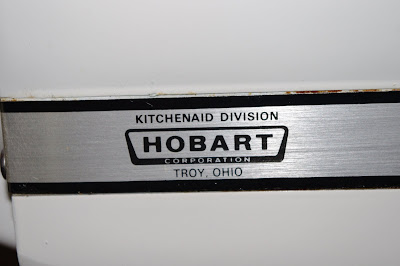 KITCHENAID DIVISION
HOBART
CORPORATION
TROY, OHIO